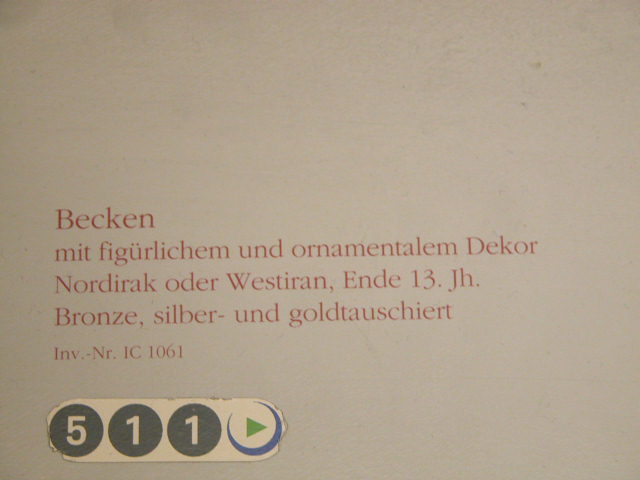 Becken
mit figürlichem und ornamentalem Dekor
Nordirak oder Westiran, Ende 13. Jh.
Bronze, silber- und goldtauschiert
Inv.-Nr. IC 1061
511